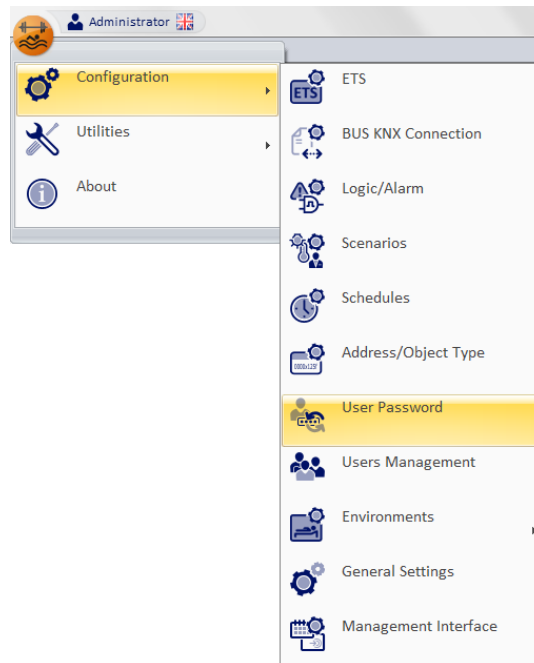 Administrator
Configuration
Utilities
About
ETS
ETS
BUS KNX Connection
Logic/Alarm
Scenarios
Schedules
Address/Object Type
User Password
Users Management
Environments
General Settings
Management Interface